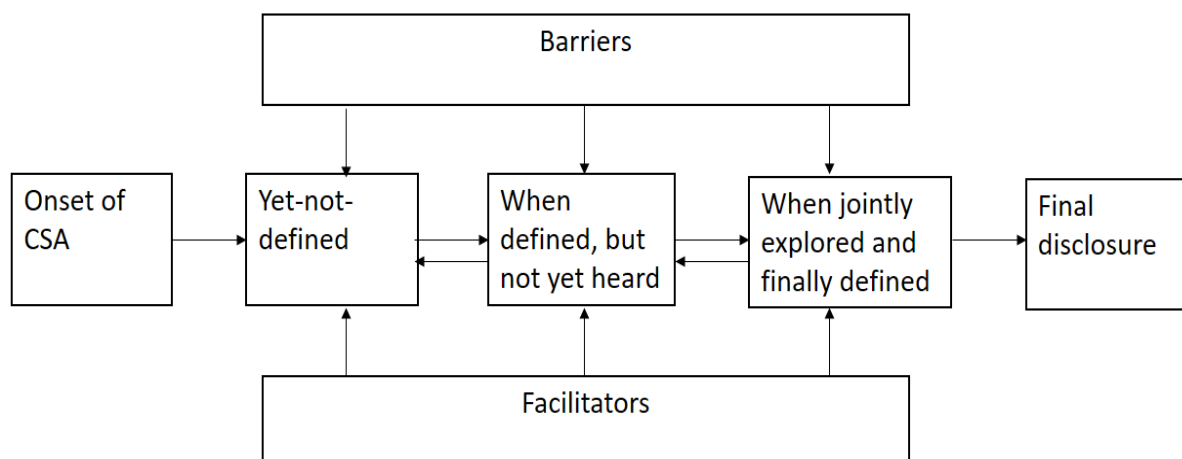 Barriers
Onset of
CSA
Yet-not-
defined
When
defined, but
not yet heard
When jointly
explored and
finally defined
Final
disclosure
Facilitators